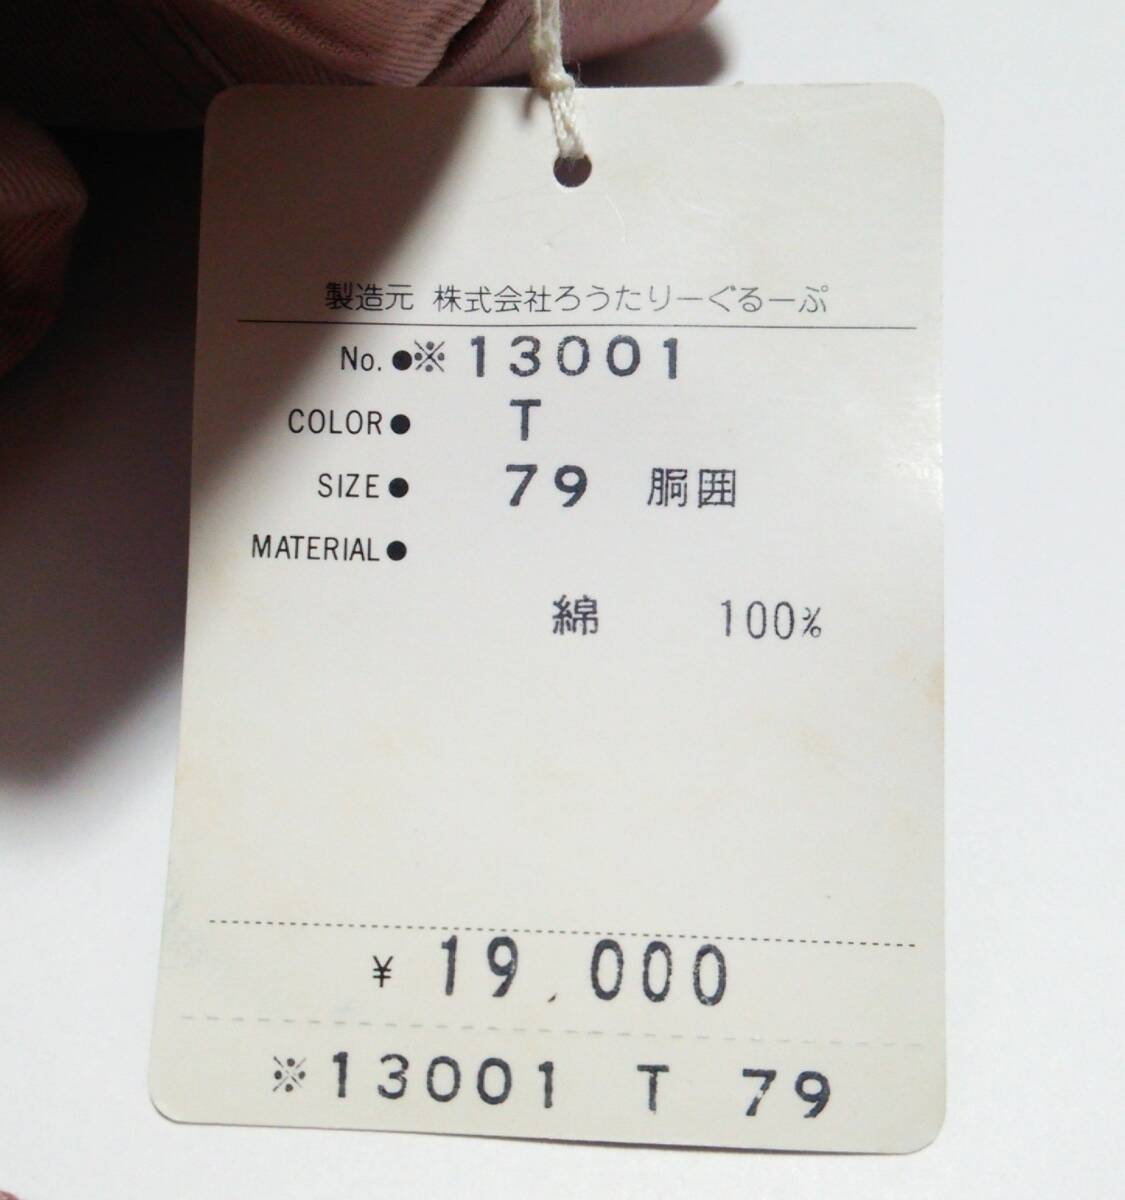 製造元 株式会社ろうたりーぐるーぷ
No.●※13001
COLOR● T
SIZE● 79 胴囲
MATERIAL●
綿 100%
¥ 19,000
※13001 T 79